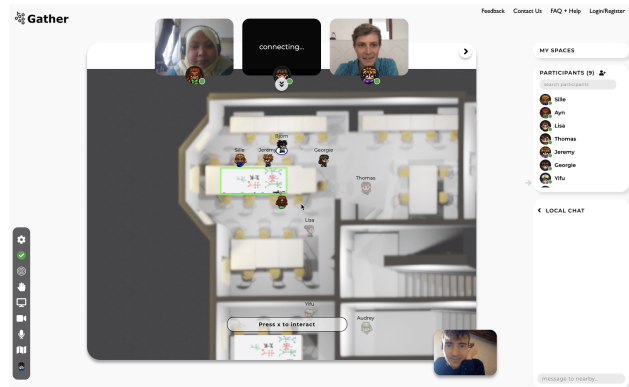 Gather
Feedback Contact Us FAQ + Help Login/Register
connecting...
MY SPACES
PARTICIPANTS (9)
search participants
Sille
Ayn
Lise
Thomas
Jeremy
Georgie
Yifu
Bjorn
Sille Jeremy Georgie
Thomas
Lisa
Yifu
Audrey
Press x to interact
LOCAL CHAT
message to nearby...